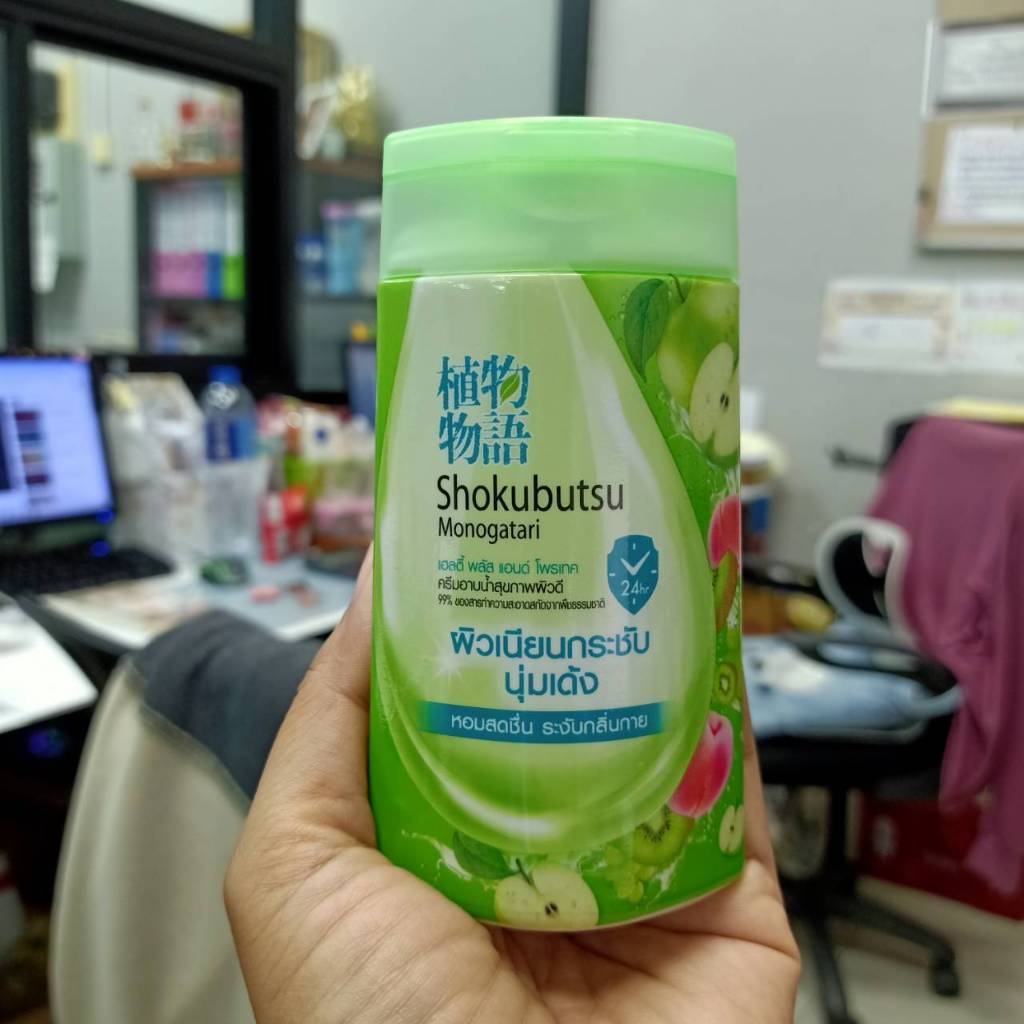 植物
物語
Shokubutsu
Monogatari
เฮลตี้ พลัส แอนด์ โพรเทค
ครีมอาบน้ำสุขภาพผิวดี
99% ของสารทำความสะอาดสกัดจากพืชธรรมชาติ
24hr
ผิวเนียนกระชับ
นุ่มเด้ง
หอมสดชื่น ระงับกลิ่นกาย